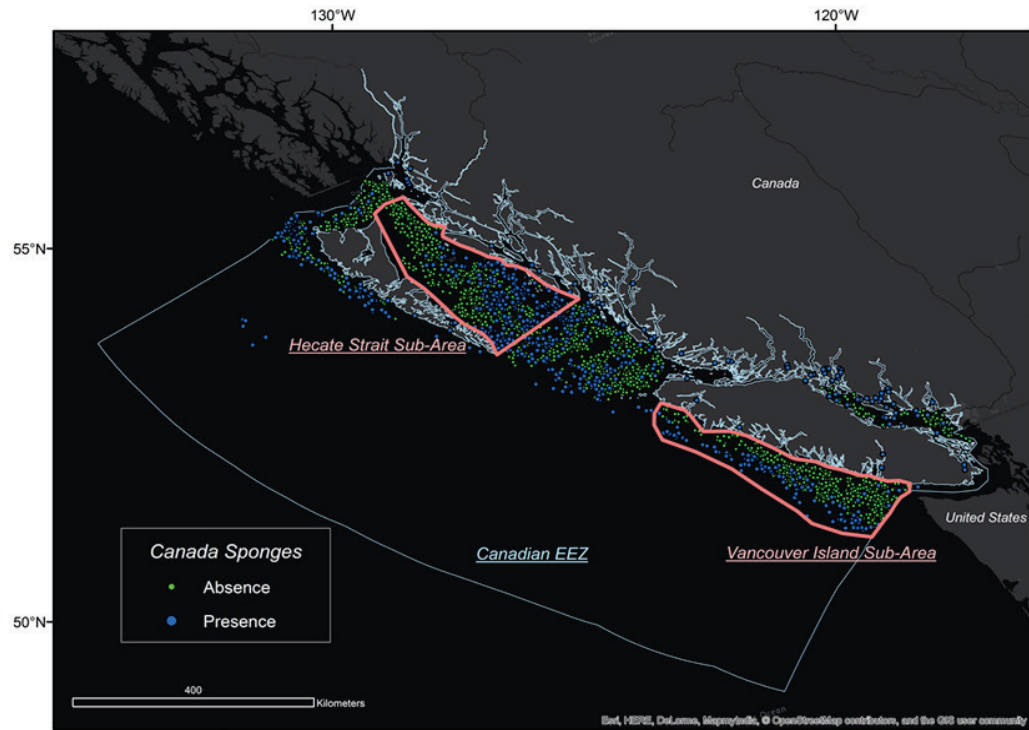 130°W
120°W
Canada
55°N
Hecate Strait Sub-Area
United States
Canadian EEZ
Vancouver Island Sub-Area
Canada Sponges
Absence
Presence
50°N
400
Kilometers
Ocean
Esri, HERE, DeLorme, MapmyIndia, © OpenStreetMap contributors, and the GIS user community